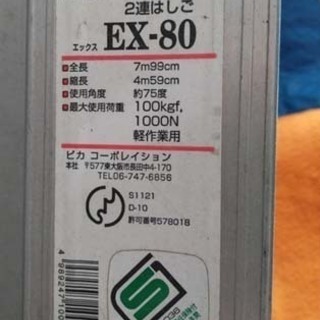 2連はしご
エックス EX-80
●全長 7m99cm
●縮長 4m59cm
●使用角度 約75度
●最大使用荷重 100kgf,
1000N
軽作業用
ピカ コーポレイション
本社 〒577東大阪市長田中4-170
TEL06-747-6856
S1121
D-10
許可番号578018